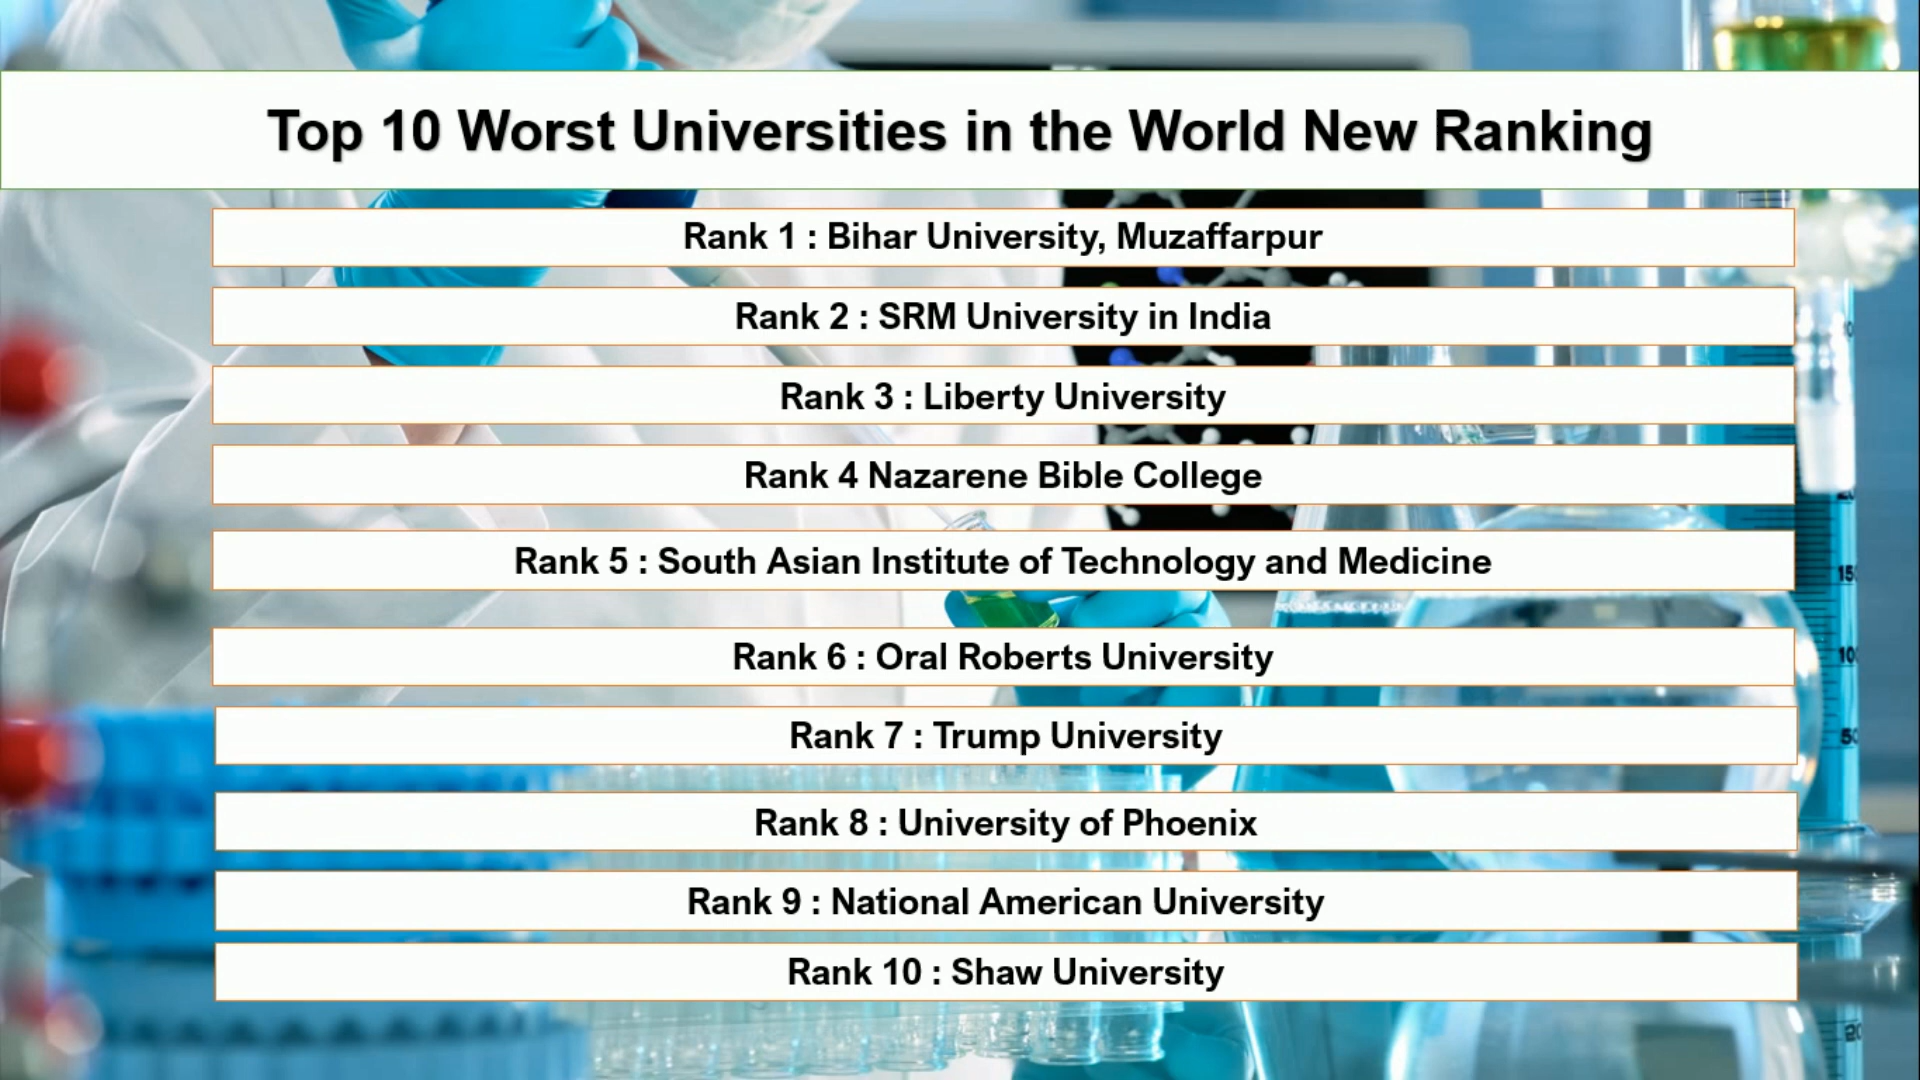 Top 10 Worst Universities in the World New Ranking
Rank 1 : Bihar University, Muzaffarpur
Rank 2 : SRM University in India
Rank 3 : Liberty University
Rank 4 Nazarene Bible College
Rank 5 : South Asian Institute of Technology and Medicine
Rank 6 : Oral Roberts University
Rank 7 : Trump University
Rank 8 : University of Phoenix
Rank 9 : National American University
Rank 10 : Shaw University